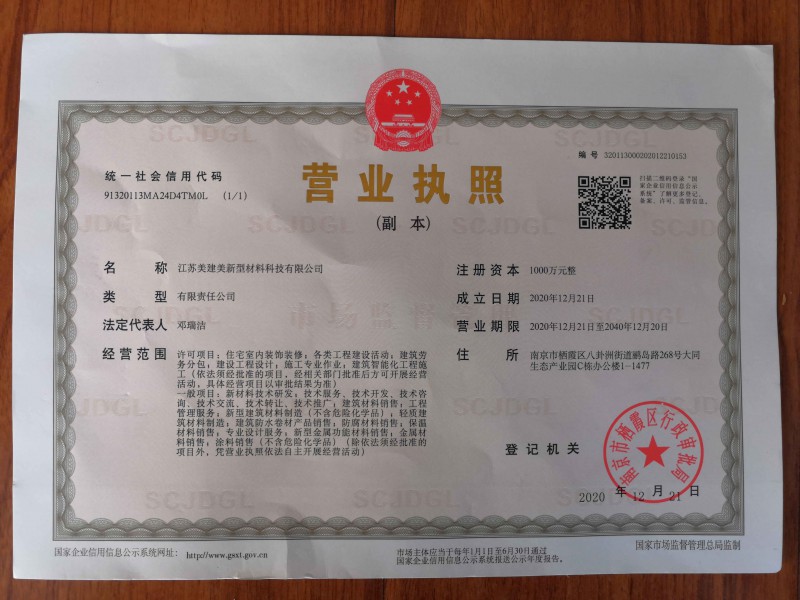 编 号 320113000202012210153
统一社会信用代码
91320113MA24D4TM0L (1/1)
营业执照
(副 本)
扫描二维码登录“国
家企业信用信息公示
系统”了解更多登记、
备案、许可、监管信息。
名 称 江苏美建美新型材料科技有限公司
类 型 有限责任公司
法定代表人 邓瑞洁
经营范围 许可项目：住宅室内装饰装修；各类工程建设活动；建筑劳
务分包；建设工程设计；施工专业作业；建筑智能化工程施
工（依法须经批准的项目，经相关部门批准后方可开展经营
活动，具体经营项目以审批结果为准）
一般项目：新材料技术研发；技术服务、技术开发、技术咨
询、技术交流、技术转让、技术推广；建筑材料销售；工程
管理服务；新型建筑材料制造（不含危险化学品）；轻质建
筑材料制造；建筑防水卷材产品销售；防腐材料销售；保温
材料销售；专业设计服务；新型金属功能材料销售；金属材
料销售；涂料销售（不含危险化学品）（除依法须经批准的
项目外，凭营业执照依法自主开展经营活动）
注册资本 1000万元整
成立日期 2020年12月21日
营业期限 2020年12月21日至2040年12月20日
住 所 南京市栖霞区八卦洲街道鹂岛路268号大同
生态产业园C栋办公楼1-1477
登记机关
南京市栖霞区行政审批局
2020 年 12 月 21 日
国家企业信用信息公示系统网址： http://www.gsxt.gov.cn
市场主体应当于每年1月1日至6月30日通过
国家企业信用信息公示系统报送公示年度报告。
国家市场监督管理总局监制
SCJDGL
市场监督管理